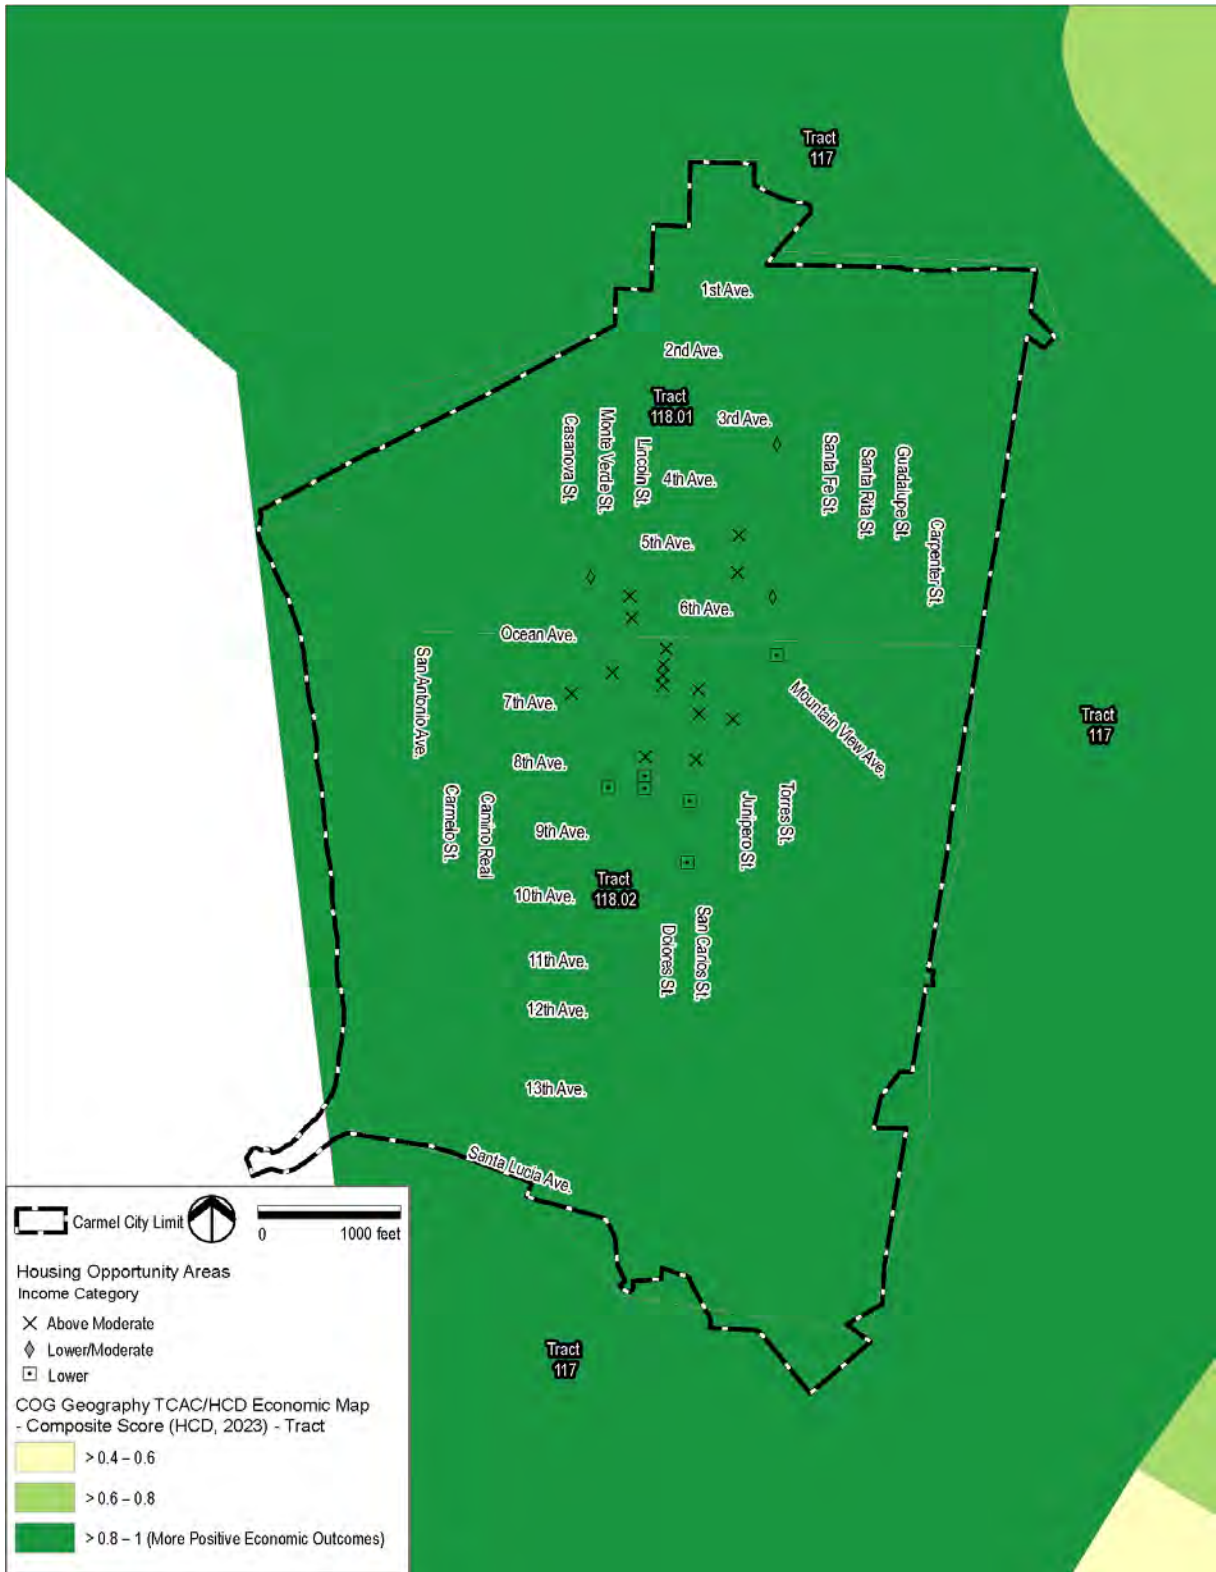 Tract
117
1st Ave.
2nd Ave.
Tract
118.01
3rd Ave.
Casanova St.
Monte Verde St.
Lincoln St.
4th Ave.
Santa Fe St.
Santa Rita St.
Guadalupe St.
Carpenter St.
5th Ave.
6th Ave.
Ocean Ave.
San Antonio Ave.
7th Ave.
Mountain View Ave.
Tract
117
8th Ave.
Carmelo St.
Camino Real
9th Ave.
Junipero St.
Torres St.
Tract
118.02
10th Ave.
Dolores St.
San Carlos St.
11th Ave.
12th Ave.
13th Ave.
Santa Lucia Ave.
Tract
117
Carmel City Limit
0 1000 feet
Housing Opportunity Areas
Income Category
Above Moderate
Lower/Moderate
Lower
COG Geography TCAC/HCD Economic Map
- Composite Score (HCD, 2023) - Tract
> 0.4 – 0.6
> 0.6 – 0.8
> 0.8 – 1 (More Positive Economic Outcomes)